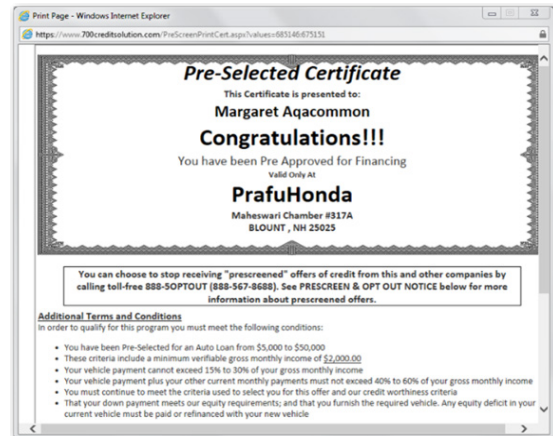 Print Page - Windows Internet Explorer
https://www.700creditsolution.com/PreScreenPrintCert.aspx?values=685146:675151
Pre-Selected Certificate
This Certificate is presented to:
Margaret Aqacommon
Congratulations!!!
You have been Pre Approved for Financing
Valid Only At
PrafuHonda
Maheswari Chamber #317A
BLOUNT , NH 25025
You can choose to stop receiving "prescreened" offers of credit from this and other companies by
calling toll-free 888-5OPTOUT (888-567-8688). See PRESCREEN & OPT OUT NOTICE below for more
information about prescreened offers.
Additional Terms and Conditions
In order to qualify for this program you must meet the following conditions:
• You have been Pre-Selected for an Auto Loan from $5,000 to $50,000
• These criteria include a minimum verifiable gross monthly income of $2,000.00
• Your vehicle payment cannot exceed 15% to 30% of your gross monthly income
• Your vehicle payment plus your other current monthly payments must not exceed 40% to 60% of your gross monthly income
• You must continue to meet the criteria used to select you for this offer and our credit worthiness criteria
• That your down payment meets our equity requirements; and that you furnish the required vehicle. Any equity deficit in your
current vehicle must be paid or refinanced with your new vehicle